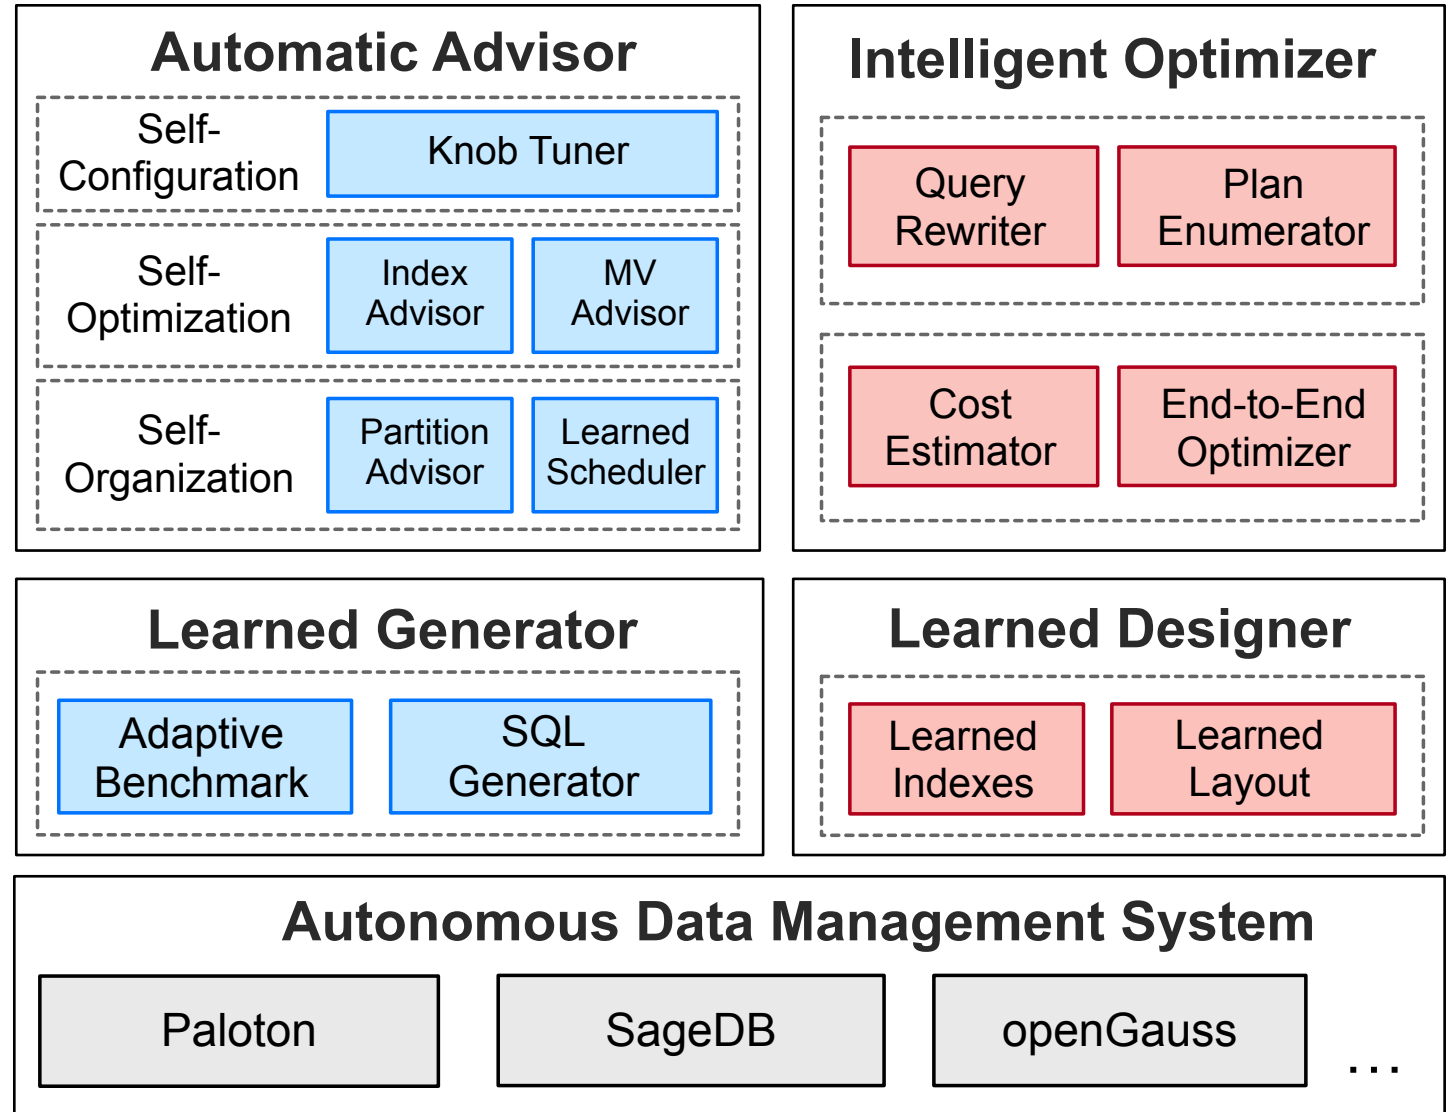 Automatic Advisor
Self-
Configuration
Knob Tuner
Self-
Optimization
Index
Advisor
MV
Advisor
Self-
Organization
Partition
Advisor
Learned
Scheduler
Intelligent Optimizer
Query
Rewriter
Plan
Enumerator
Cost
Estimator
End-to-End
Optimizer
Learned Generator
Adaptive
Benchmark
SQL
Generator
Learned Designer
Learned
Indexes
Learned
Layout
Autonomous Data Management System
Paloton
SageDB
openGauss
...